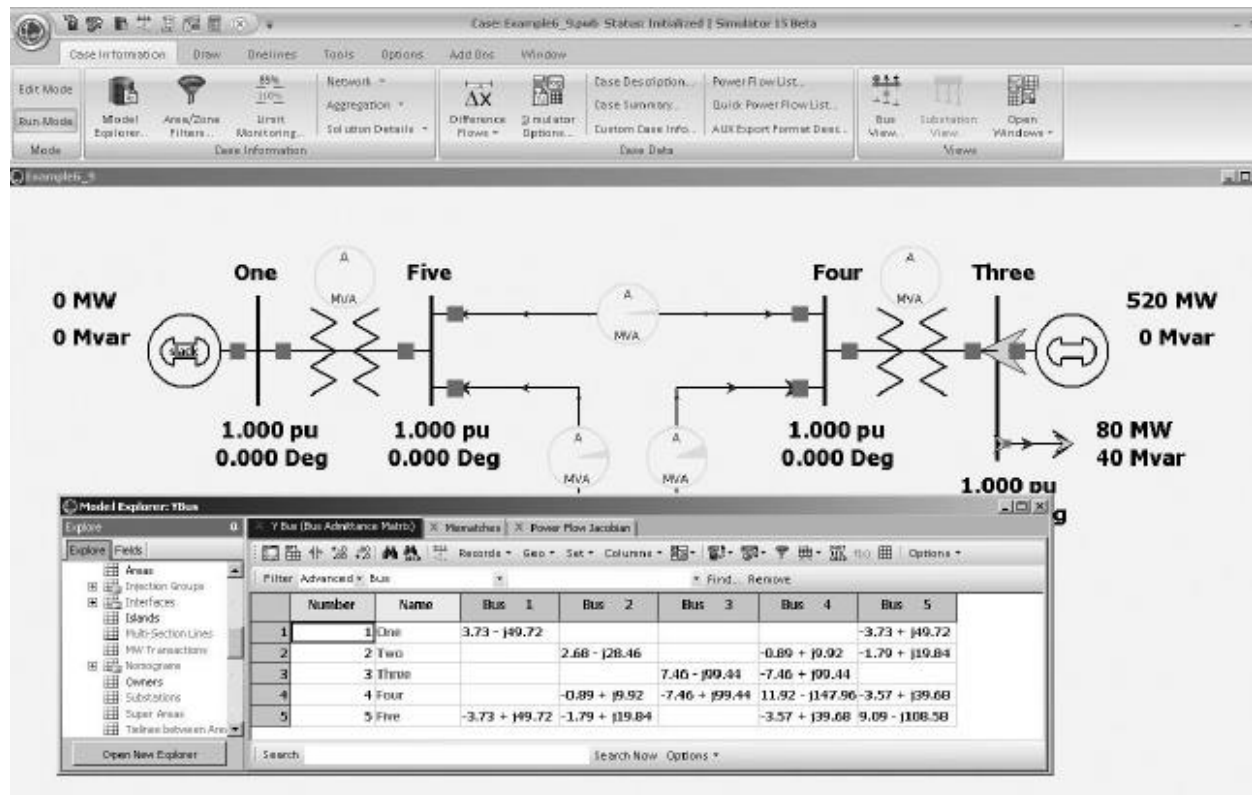 Case: Example6_9.pwb Status: Initialized | Simulator 15 Beta
Case Information Draw Onelines Tools Options Add Ons Window
Edit Mode
Run Mode
Mode
Model Explorer...
Area/Zone Filters...
Limit Monitoring...
Network
Aggregation
Solution Details
Case Information
Difference Flows
Simulator Options...
Case Description...
Case Summary...
Custom Case Info...
Power Flow List...
Quick Power Flow List...
AUX Export Format Desc...
Case Data
Bus View...
Substation View...
Open Windows
Views
Example6_9
One
Five
Four
Three
A
MVA
A
MVA
A
MVA
0 MW
0 Mvar
slack
520 MW
0 Mvar
1.000 pu
0.000 Deg
1.000 pu
0.000 Deg
A
MVA
A
MVA
1.000 pu
0.000 Deg
80 MW
40 Mvar
1.000 pu
g
Model Explorer: YBus
Explore
Explore Fields
Areas
Injection Groups
Interfaces
Islands
Multi-Section Lines
MW Transactions
Nomograms
Owners
Substations
Super Areas
Tielines between Are
Open New Explorer
Y Bus (Bus Admittance Matrix) Mismatches Power Flow Jacobian
Records Geo Set Columns Options
Filter Advanced Bus Find... Remove
Number Name Bus 1 Bus 2 Bus 3 Bus 4 Bus 5
1 1 One 3.73 - j49.72 -3.73 + j49.72
2 2 Two 2.68 - j28.46 -0.89 + j9.92 -1.79 + j19.84
3 3 Three 7.46 - j99.44 -7.46 + j99.44
4 4 Four -0.89 + j9.92 -7.46 + j99.44 11.92 - j147.96 -3.57 + j39.68
5 5 Five -3.73 + j49.72 -1.79 + j19.84 -3.57 + j39.68 9.09 - j108.58
Search Search Now Options